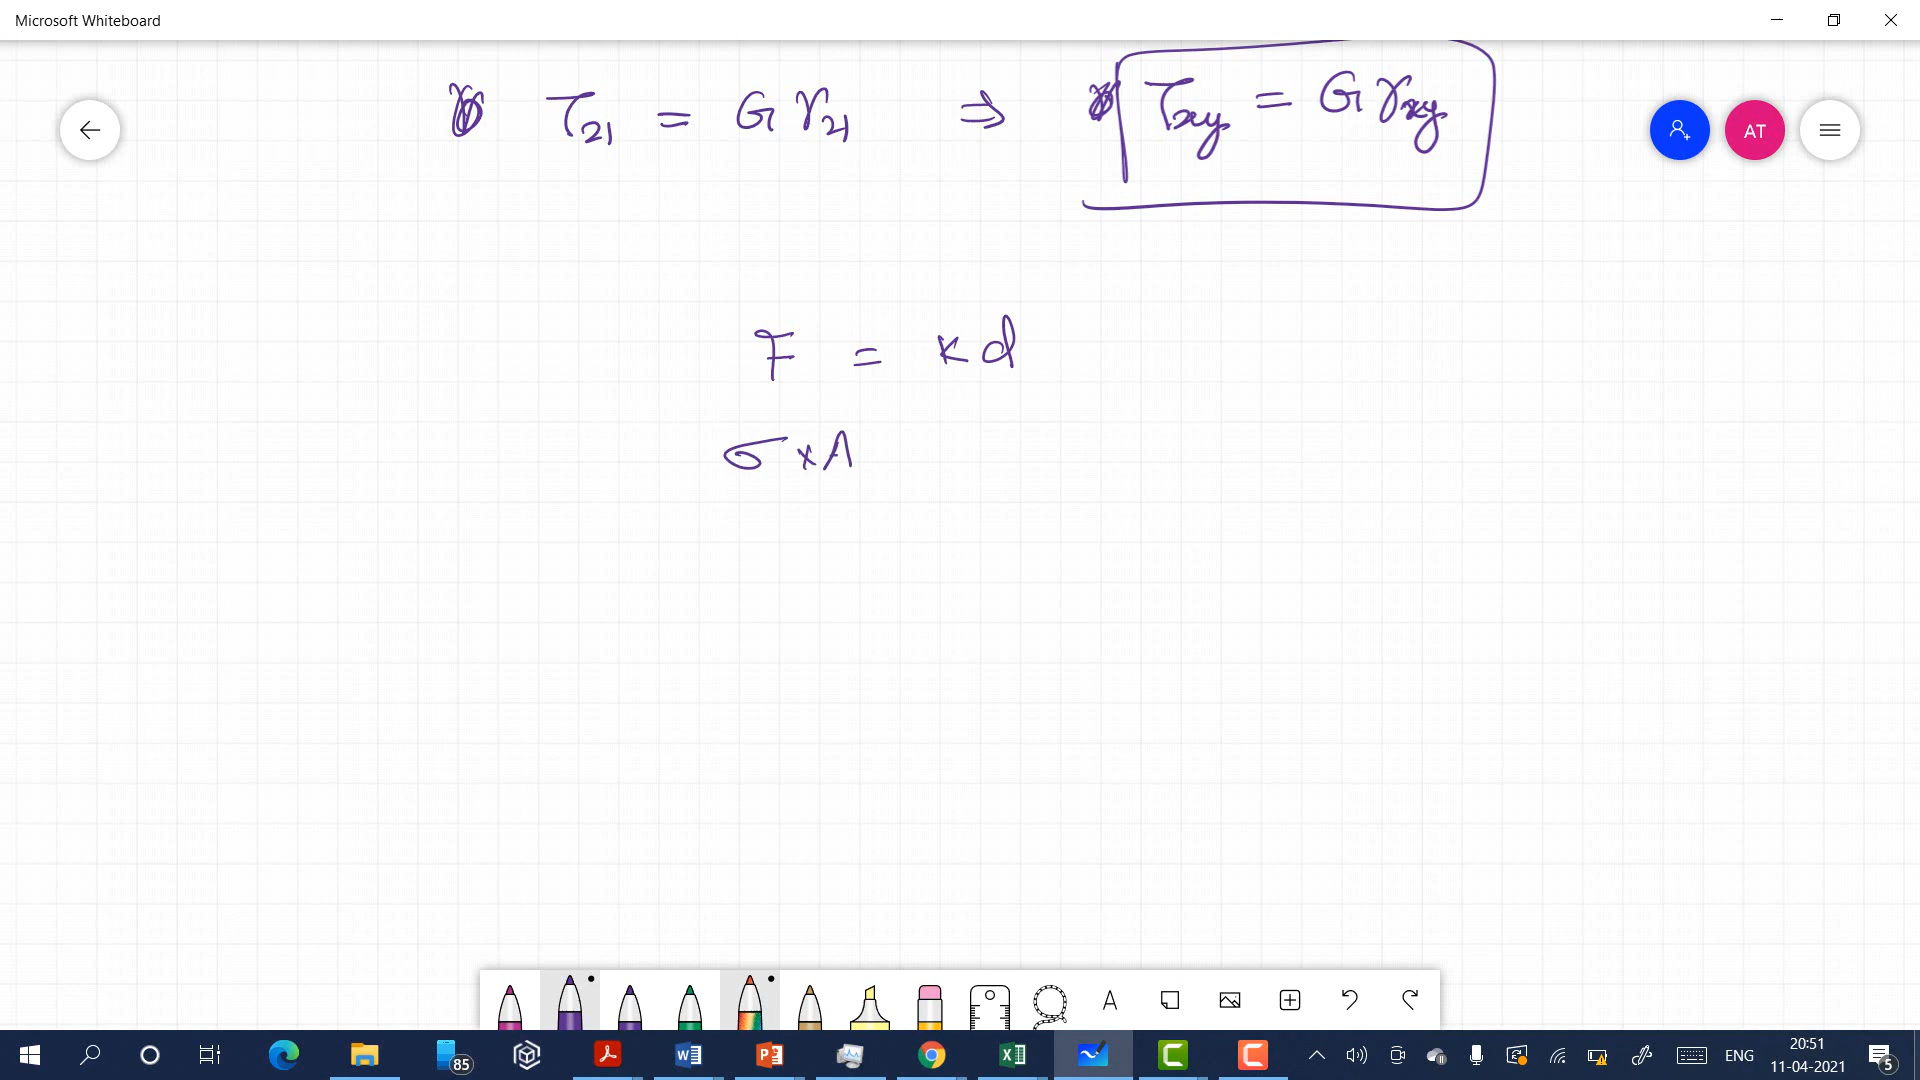 Microsoft Whiteboard
τ21 = G γ21 ⇒ τxy = G γxy
AT
F = k d
σ × A
A
85
ENG
20:51
11-04-2021
5